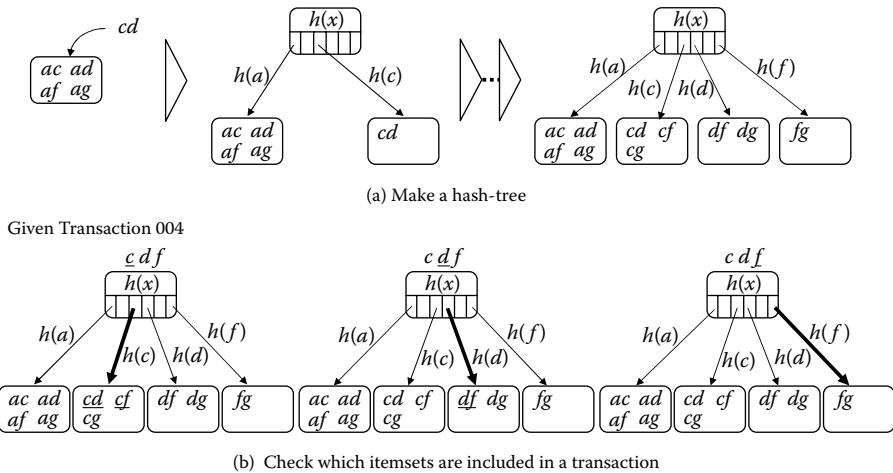 cd
ac ad
af ag
h(x)
h(a)
h(c)
ac ad
af ag
cd
h(x)
h(a)
h(c)
h(d)
h(f)
ac ad
af ag
cd cf
cg
df dg
fg
(a) Make a hash-tree
Given Transaction 004
c d f
h(x)
h(a)
h(c)
h(d)
h(f)
ac ad
af ag
cd cf
cg
df dg
fg
c d f
h(x)
h(a)
h(c)
h(d)
h(f)
ac ad
af ag
cd cf
cg
df dg
fg
c d f
h(x)
h(a)
h(c)
h(d)
h(f)
ac ad
af ag
cd cf
cg
df dg
fg
(b) Check which itemsets are included in a transaction